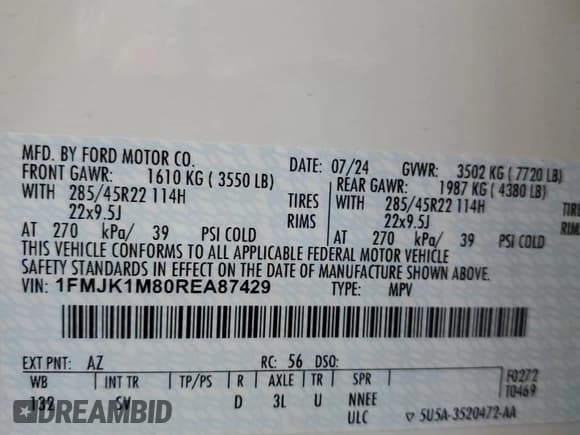 MFD. BY FORD MOTOR CO.
DATE: 07/24 GVWR: 3502 KG ( 7720 LB)
FRONT GAWR: 1610 KG ( 3550 LB)
REAR GAWR: 1987 KG ( 4380 LB)
WITH 285/45R22 114H TIRES
WITH 285/45R22 114H
22x9.5J RIMS
22x9.5J
AT 270 kPa/ 39 PSI COLD
AT 270 kPa/ 39 PSI COLD
THIS VEHICLE CONFORMS TO ALL APPLICABLE FEDERAL MOTOR VEHICLE
SAFETY STANDARDS IN EFFECT ON THE DATE OF MANUFACTURE SHOWN ABOVE.
VIN: 1FMJK1M80REA87429 TYPE: MPV
EXT PNT: AZ RC: 56 DSO:
WB INT TR TP/PS R AXLE TR SPR
F0272
132 SV D 3L U NNEE
T0469
ULC 5U5A-3520472-AA
DREAMBID